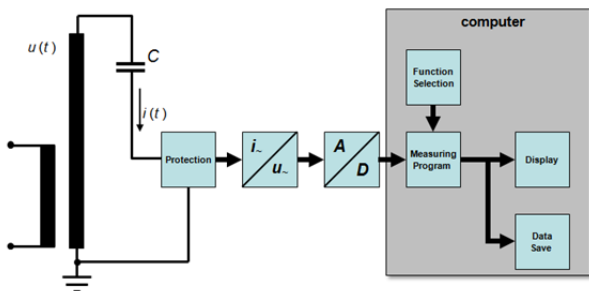 computer
u(t)
C
i(t)
Function
Selection
Protection
i~
u~
A
D
Measuring
Program
Display
Data
Save